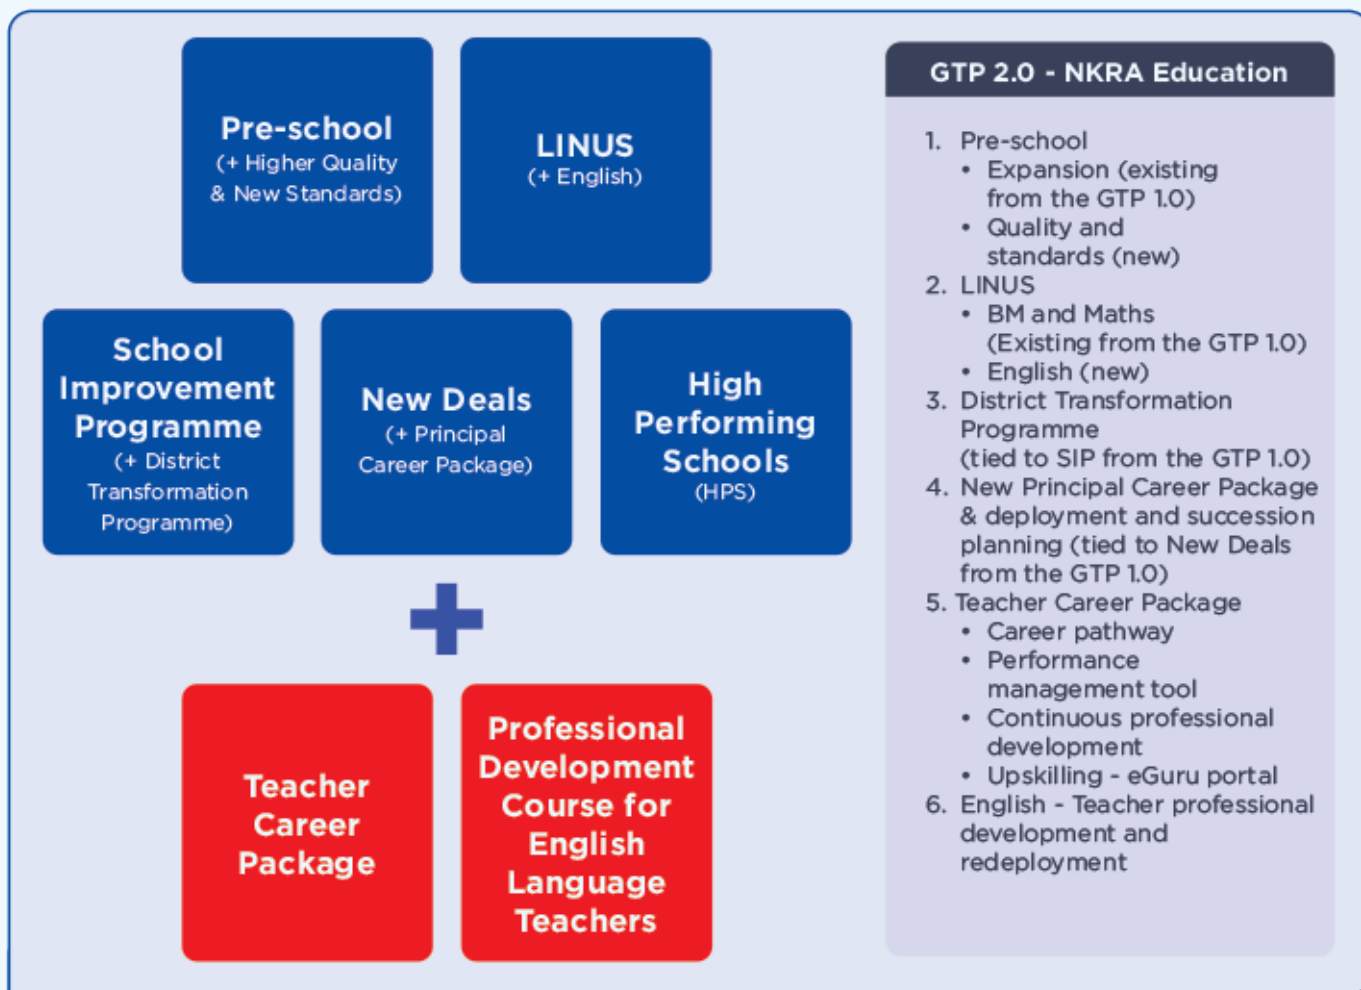 Pre-school
(+ Higher Quality
& New Standards)
LINUS
(+ English)
School
Improvement
Programme
(+ District
Transformation
Programme)
New Deals
(+ Principal
Career Package)
High
Performing
Schools
(HPS)
+
Teacher
Career
Package
Professional
Development
Course for
English
Language
Teachers
GTP 2.0 - NKRA Education
1. Pre-school
• Expansion (existing
from the GTP 1.0)
• Quality and
standards (new)
2. LINUS
• BM and Maths
(Existing from the GTP 1.0)
• English (new)
3. District Transformation
Programme
(tied to SIP from the GTP 1.0)
4. New Principal Career Package
& deployment and succession
planning (tied to New Deals
from the GTP 1.0)
5. Teacher Career Package
• Career pathway
• Performance
management tool
• Continuous professional
development
• Upskilling - eGuru portal
6. English - Teacher professional
development and
redeployment